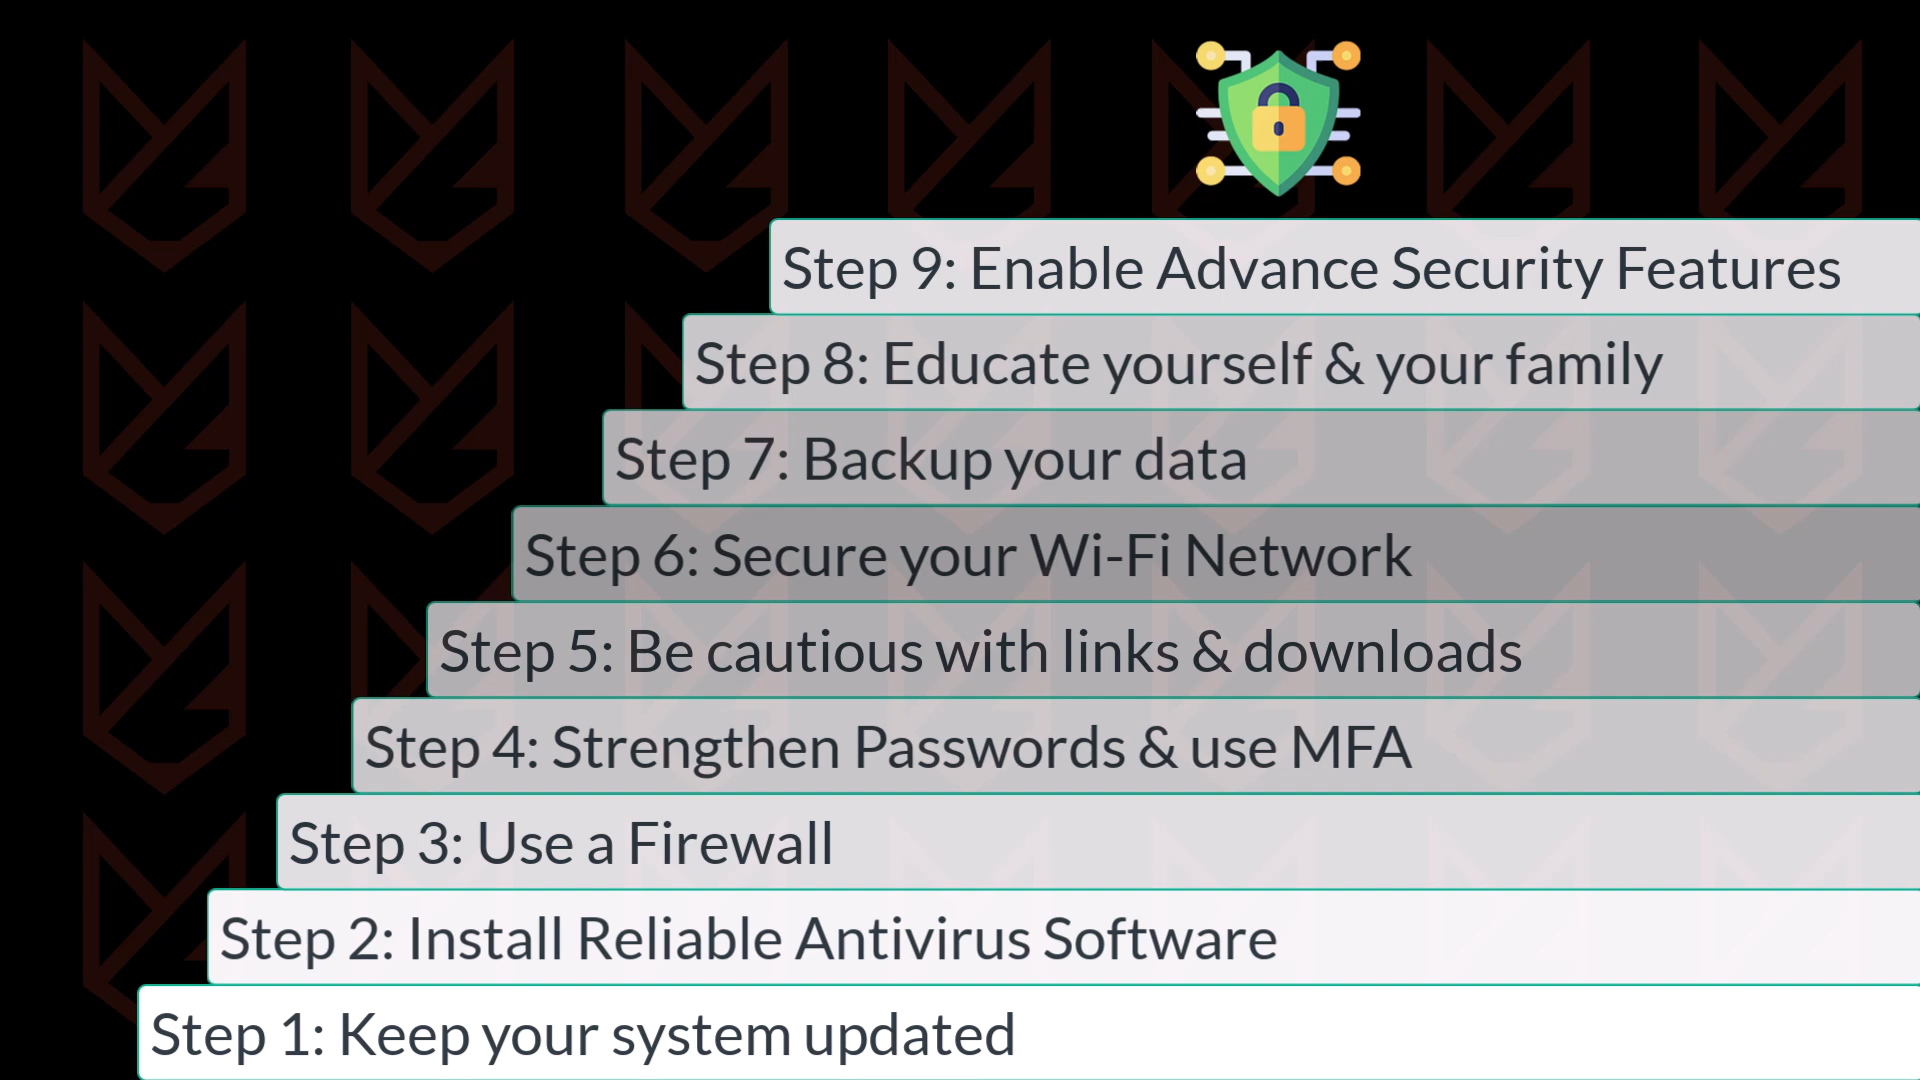 Step 9: Enable Advance Security Features
Step 8: Educate yourself & your family
Step 7: Backup your data
Step 6: Secure your Wi-Fi Network
Step 5: Be cautious with links & downloads
Step 4: Strengthen Passwords & use MFA
Step 3: Use a Firewall
Step 2: Install Reliable Antivirus Software
Step 1: Keep your system updated